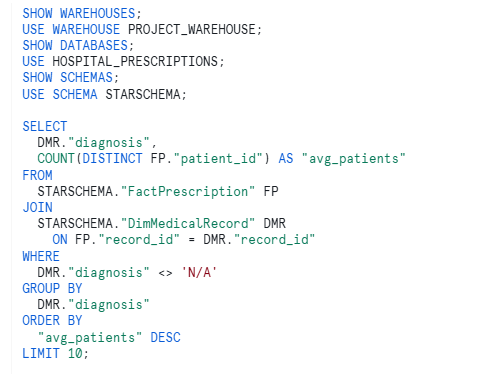 SHOW WAREHOUSES;
USE WAREHOUSE PROJECT_WAREHOUSE;
SHOW DATABASES;
USE HOSPITAL_PRESCRIPTIONS;
SHOW SCHEMAS;
USE SCHEMA STARSCHEMA;

SELECT
  DMR."diagnosis",
  COUNT(DISTINCT FP."patient_id") AS "avg_patients"
FROM
  STARSCHEMA."FactPrescription" FP
JOIN
  STARSCHEMA."DimMedicalRecord" DMR
    ON FP."record_id" = DMR."record_id"
WHERE
  DMR."diagnosis" <> 'N/A'
GROUP BY
  DMR."diagnosis"
ORDER BY
  "avg_patients" DESC
LIMIT 10;